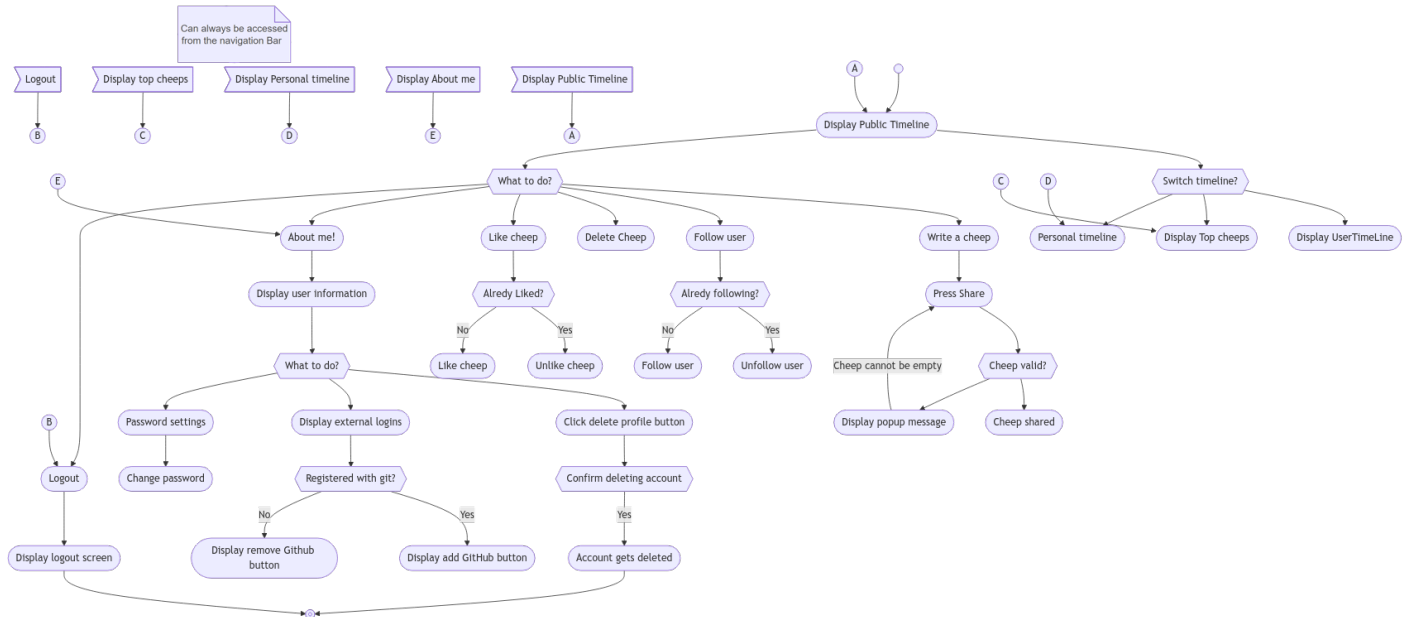 Can always be accessed
from the navigation Bar
Logout
Display top cheeps
Display Personal timeline
Display About me
Display Public Timeline
A
B
C
D
E
A
Display Public Timeline
E
What to do?
C
D
Switch timeline?
About me!
Like cheep
Delete Cheep
Follow user
Write a cheep
Personal timeline
Display Top cheeps
Display UserTimeLine
Display user information
Alredy Liked?
Alredy following?
Press Share
No
Yes
No
Yes
What to do?
Like cheep
Unlike cheep
Follow user
Unfollow user
Cheep cannot be empty
Cheep valid?
B
Password settings
Display external logins
Click delete profile button
Display popup message
Cheep shared
Logout
Change password
Registered with git?
Confirm deleting account
No
Yes
Yes
Display logout screen
Display remove Github
button
Display add GitHub button
Account gets deleted